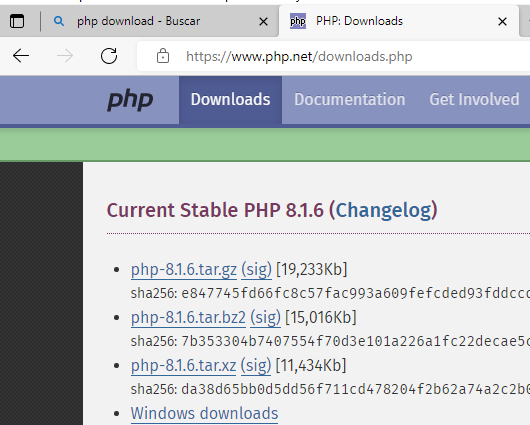 php download - Buscar
php PHP: Downloads
https://www.php.net/downloads.php
php Downloads Documentation Get Involved
Current Stable PHP 8.1.6 (Changelog)
php-8.1.6.tar.gz (sig) [19,233Kb]
sha256: e847745fd66fc8c57fac993a609fefcded93fddccc
php-8.1.6.tar.bz2 (sig) [15,016Kb]
sha256: 7b353304b7407554f70d3e101a226a1fc22decae5c
php-8.1.6.tar.xz (sig) [11,434Kb]
sha256: da38d65bb0d5dd56f711cd478204f2b62a74a2c2b0
Windows downloads